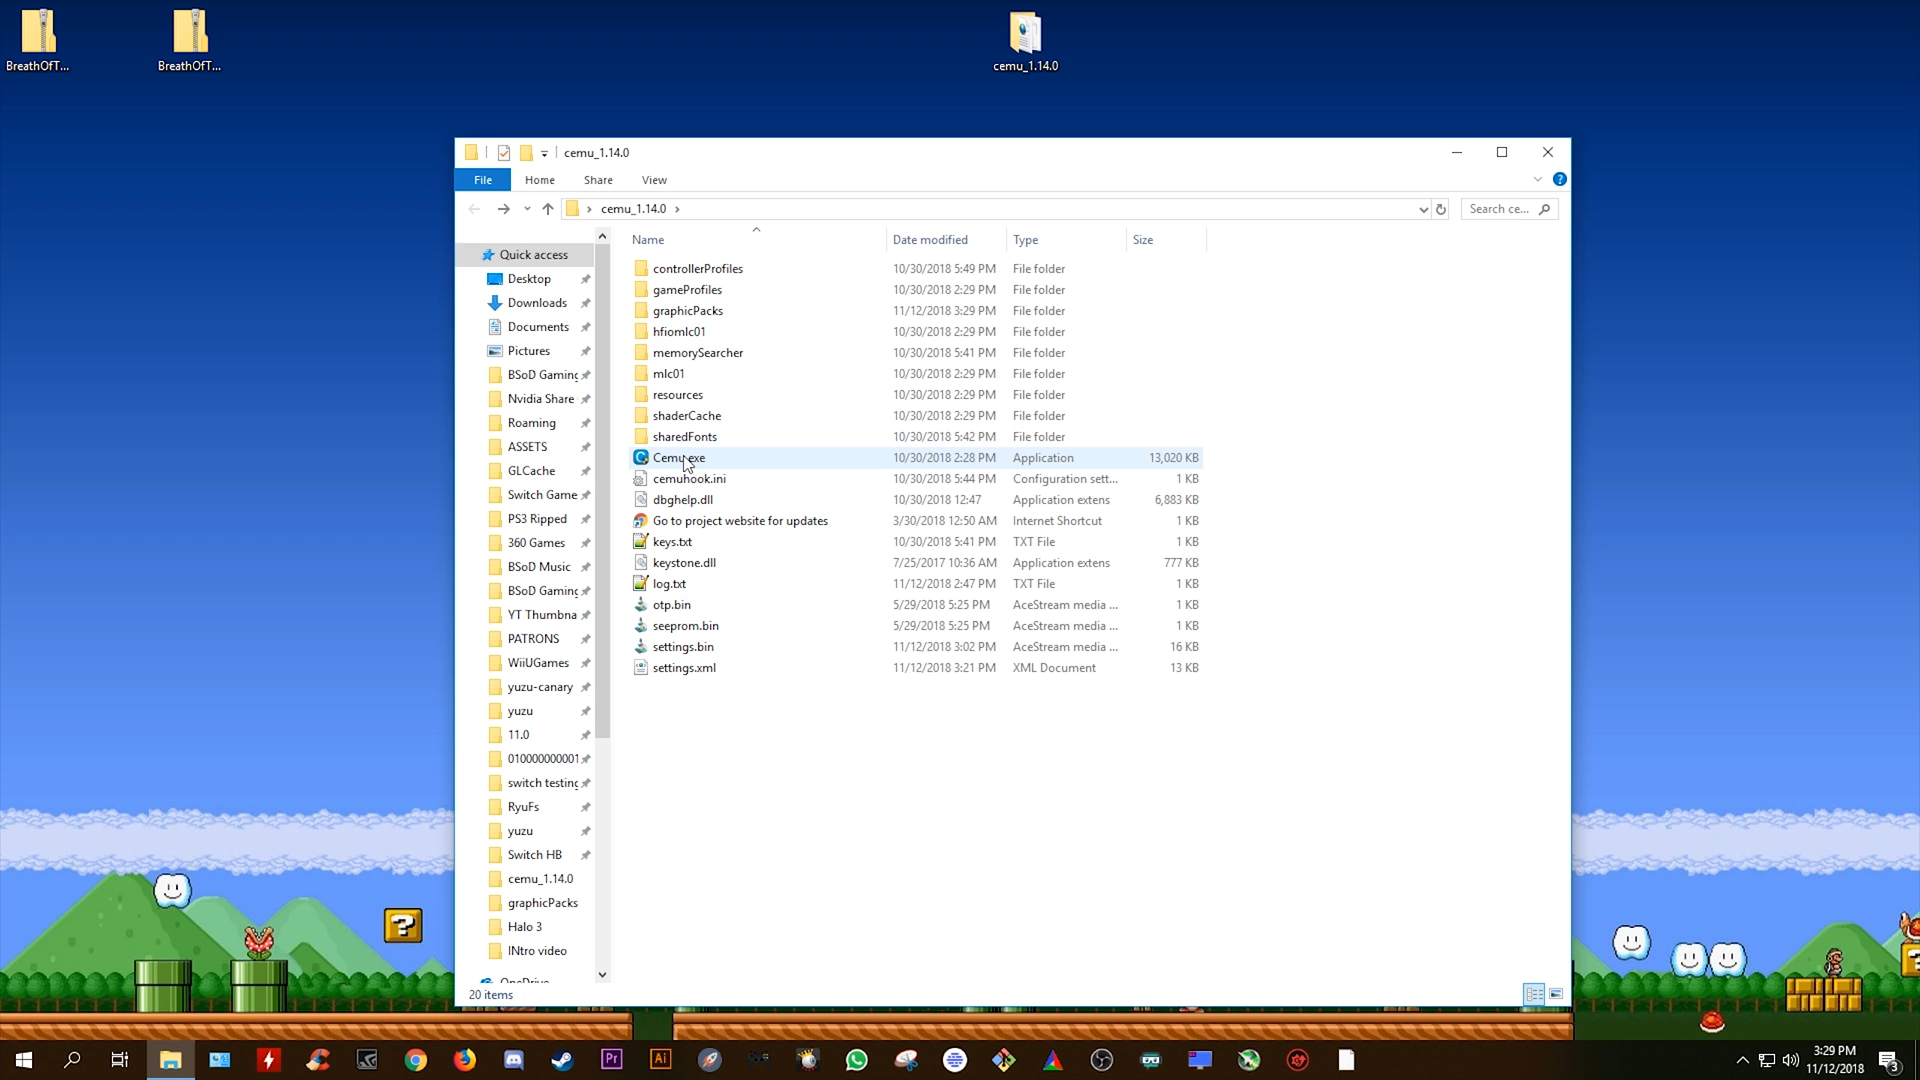 BreathOfT...
BreathOfT...
cemu_1.14.0
cemu_1.14.0
File
Home
Share
View
cemu_1.14.0
Search ce...
Name
Date modified
Type
Size
Quick access
Desktop
Downloads
Documents
Pictures
BSoD Gaming
Nvidia Share
Roaming
ASSETS
GLCache
Switch Game
PS3 Ripped
360 Games
BSoD Music
BSoD Gaming
YT Thumbna
PATRONS
WiiUGames
yuzu-canary
yuzu
11.0
010000000001
switch testing
RyuFs
yuzu
Switch HB
cemu_1.14.0
graphicPacks
Halo 3
INtro video
OneDrive
controllerProfiles 10/30/2018 5:49 PM File folder
gameProfiles 10/30/2018 2:29 PM File folder
graphicPacks 11/12/2018 3:29 PM File folder
hfiomlc01 10/30/2018 2:29 PM File folder
memorySearcher 10/30/2018 5:41 PM File folder
mlc01 10/30/2018 2:29 PM File folder
resources 10/30/2018 2:29 PM File folder
shaderCache 10/30/2018 2:29 PM File folder
sharedFonts 10/30/2018 5:42 PM File folder
Cemu.exe 10/30/2018 2:28 PM Application 13,020 KB
cemuhook.ini 10/30/2018 5:44 PM Configuration sett... 1 KB
dbghelp.dll 10/30/2018 12:47 Application extens 6,883 KB
Go to project website for updates 3/30/2018 12:50 AM Internet Shortcut 1 KB
keys.txt 10/30/2018 5:41 PM TXT File 1 KB
keystone.dll 7/25/2017 10:36 AM Application extens 777 KB
log.txt 11/12/2018 2:47 PM TXT File 1 KB
otp.bin 5/29/2018 5:25 PM AceStream media ... 1 KB
seeprom.bin 5/29/2018 5:25 PM AceStream media ... 1 KB
settings.bin 11/12/2018 3:02 PM AceStream media ... 16 KB
settings.xml 11/12/2018 3:21 PM XML Document 13 KB
20 items
Pr
Ai
3:29 PM
11/12/2018
3